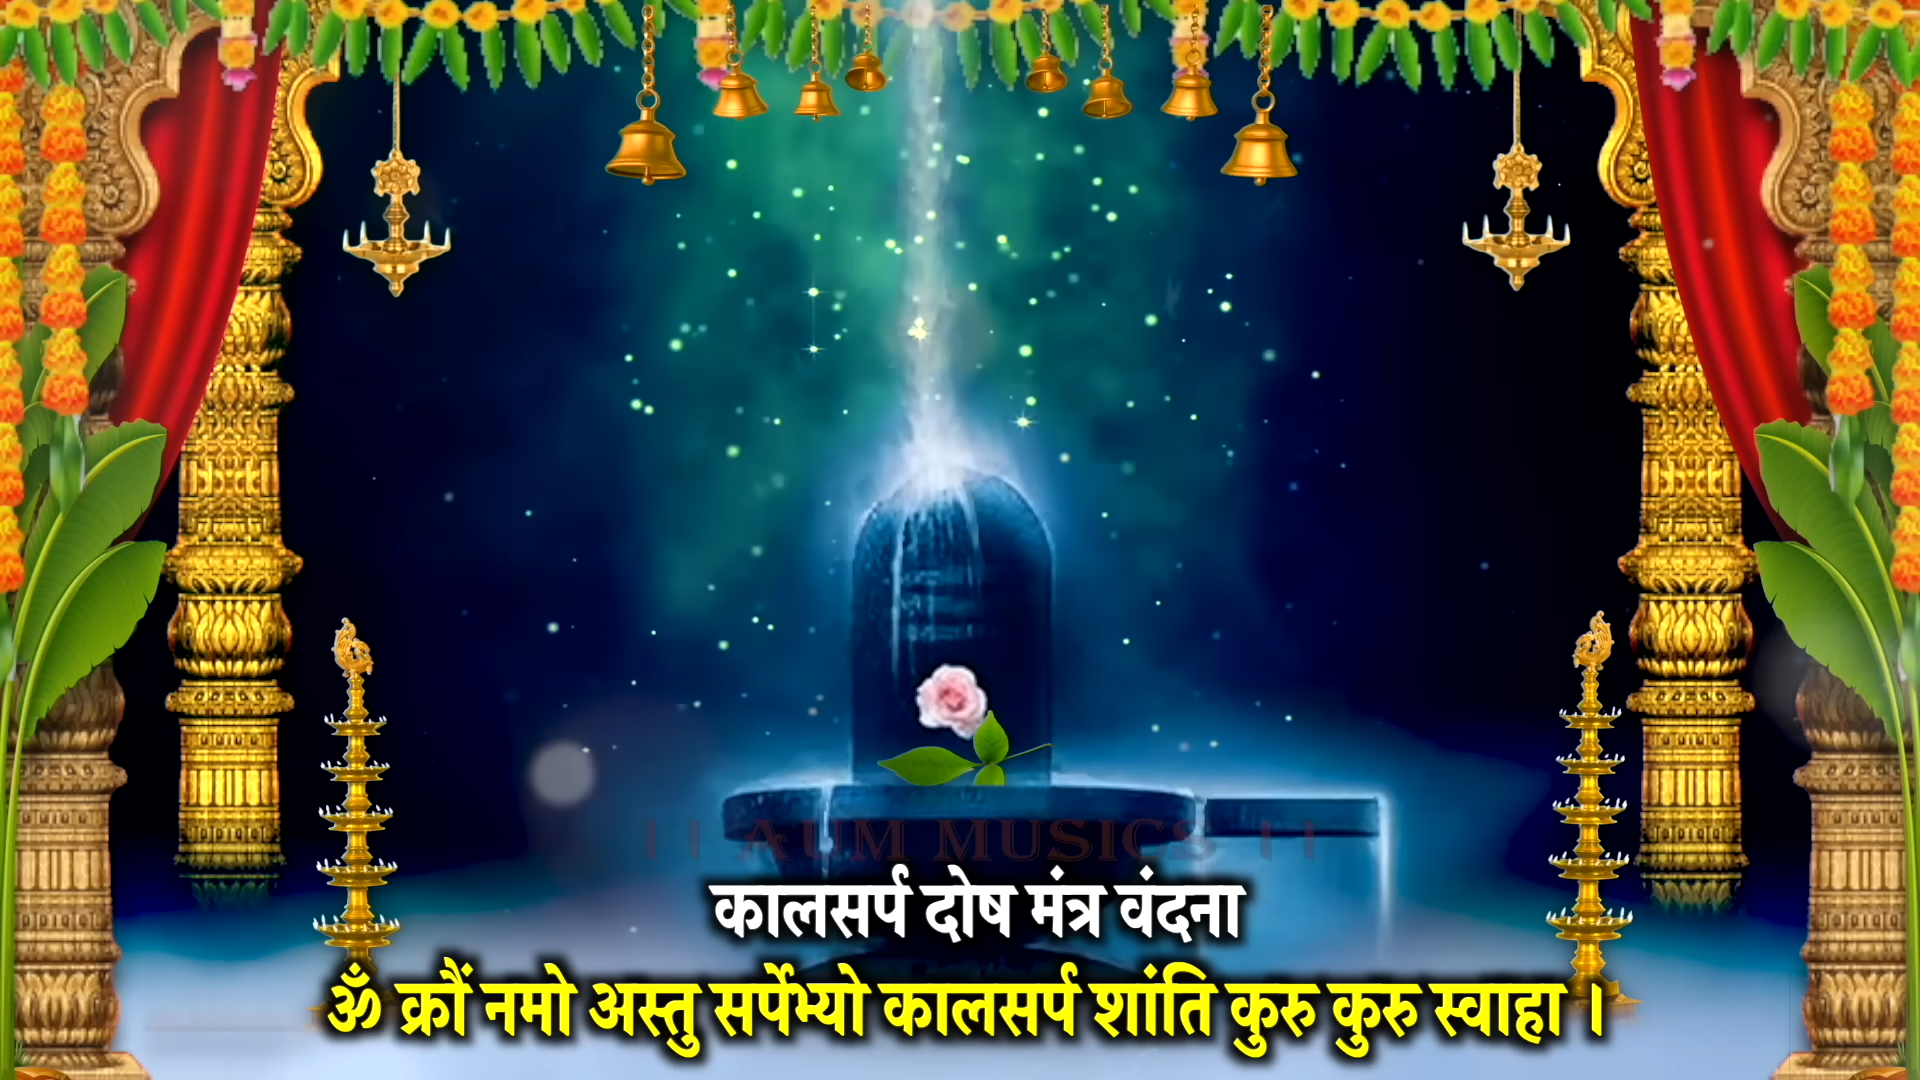 || AUM MUSICS ||
कालसर्प दोष मंत्र वंदना
ॐ क्रौं नमो अस्तु सर्पेभ्यो कालसर्प शांति कुरु कुरु स्वाहा ।